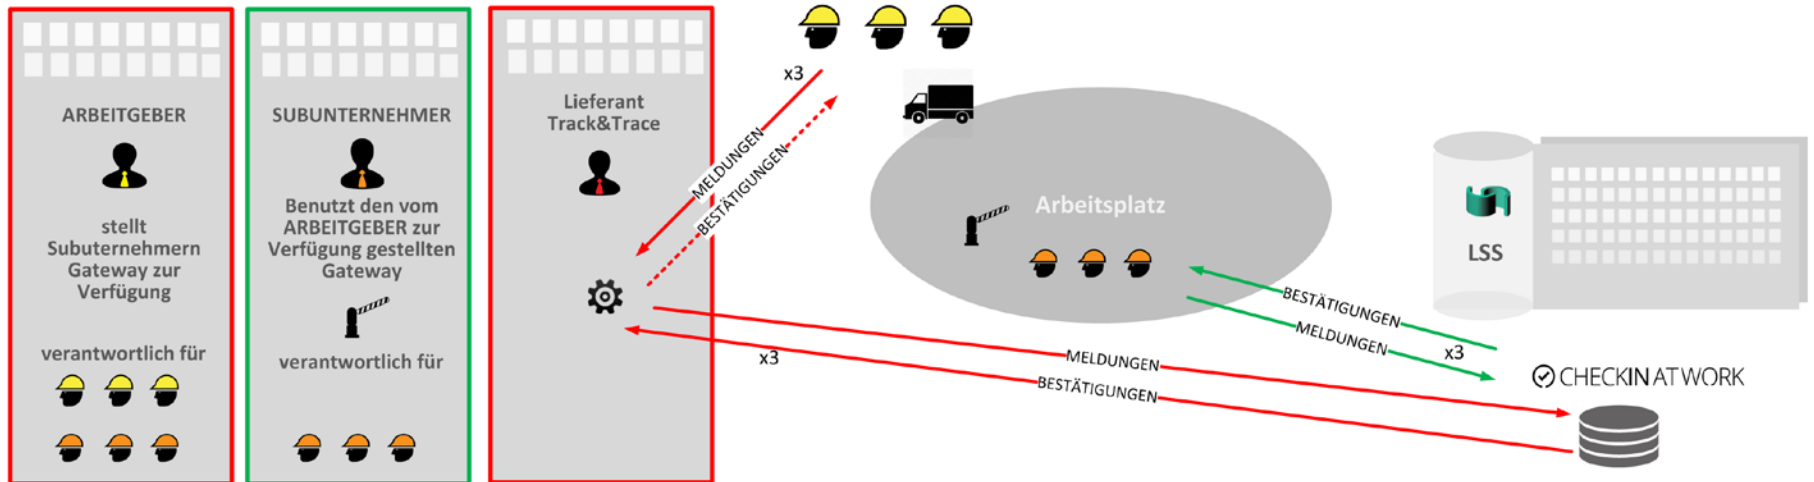 ARBEITGEBER
stellt
Subuternehmern
Gateway zur
Verfügung
verantwortlich für
SUBUNTERNEHMER
Benutzt den vom
ARBEITGEBER zur
Verfügung gestellten
Gateway
verantwortlich für
Lieferant
Track&Trace
x3
MELDUNGEN
BESTÄTIGUNGEN
Arbeitsplatz
LSS
BESTÄTIGUNGEN
MELDUNGEN
x3
x3
MELDUNGEN
BESTÄTIGUNGEN
CHECKIN AT WORK